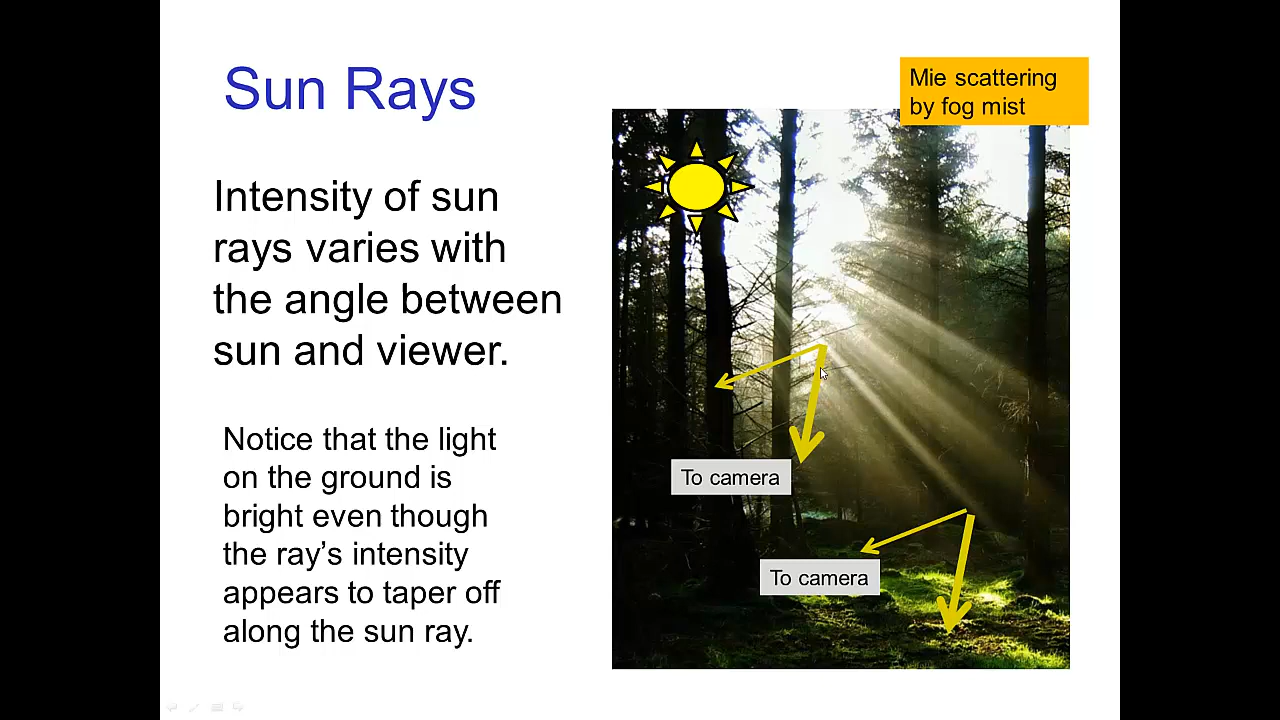 Sun Rays
Mie scattering
by fog mist
Intensity of sun
rays varies with
the angle between
sun and viewer.
Notice that the light
on the ground is
bright even though
the ray’s intensity
appears to taper off
along the sun ray.
To camera
To camera